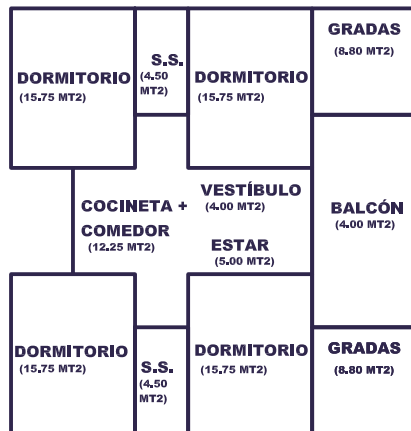 GRADAS
(8.80 MT2)
S.S.
(4.50
MT2)
DORMITORIO
(15.75 MT2)
DORMITORIO
(15.75 MT2)
VESTÍBULO
(4.00 MT2)
COCINETA +
COMEDOR
(12.25 MT2)
BALCÓN
(4.00 MT2)
ESTAR
(5.00 MT2)
DORMITORIO
(15.75 MT2)
S.S.
(4.50
MT2)
DORMITORIO
(15.75 MT2)
GRADAS
(8.80 MT2)